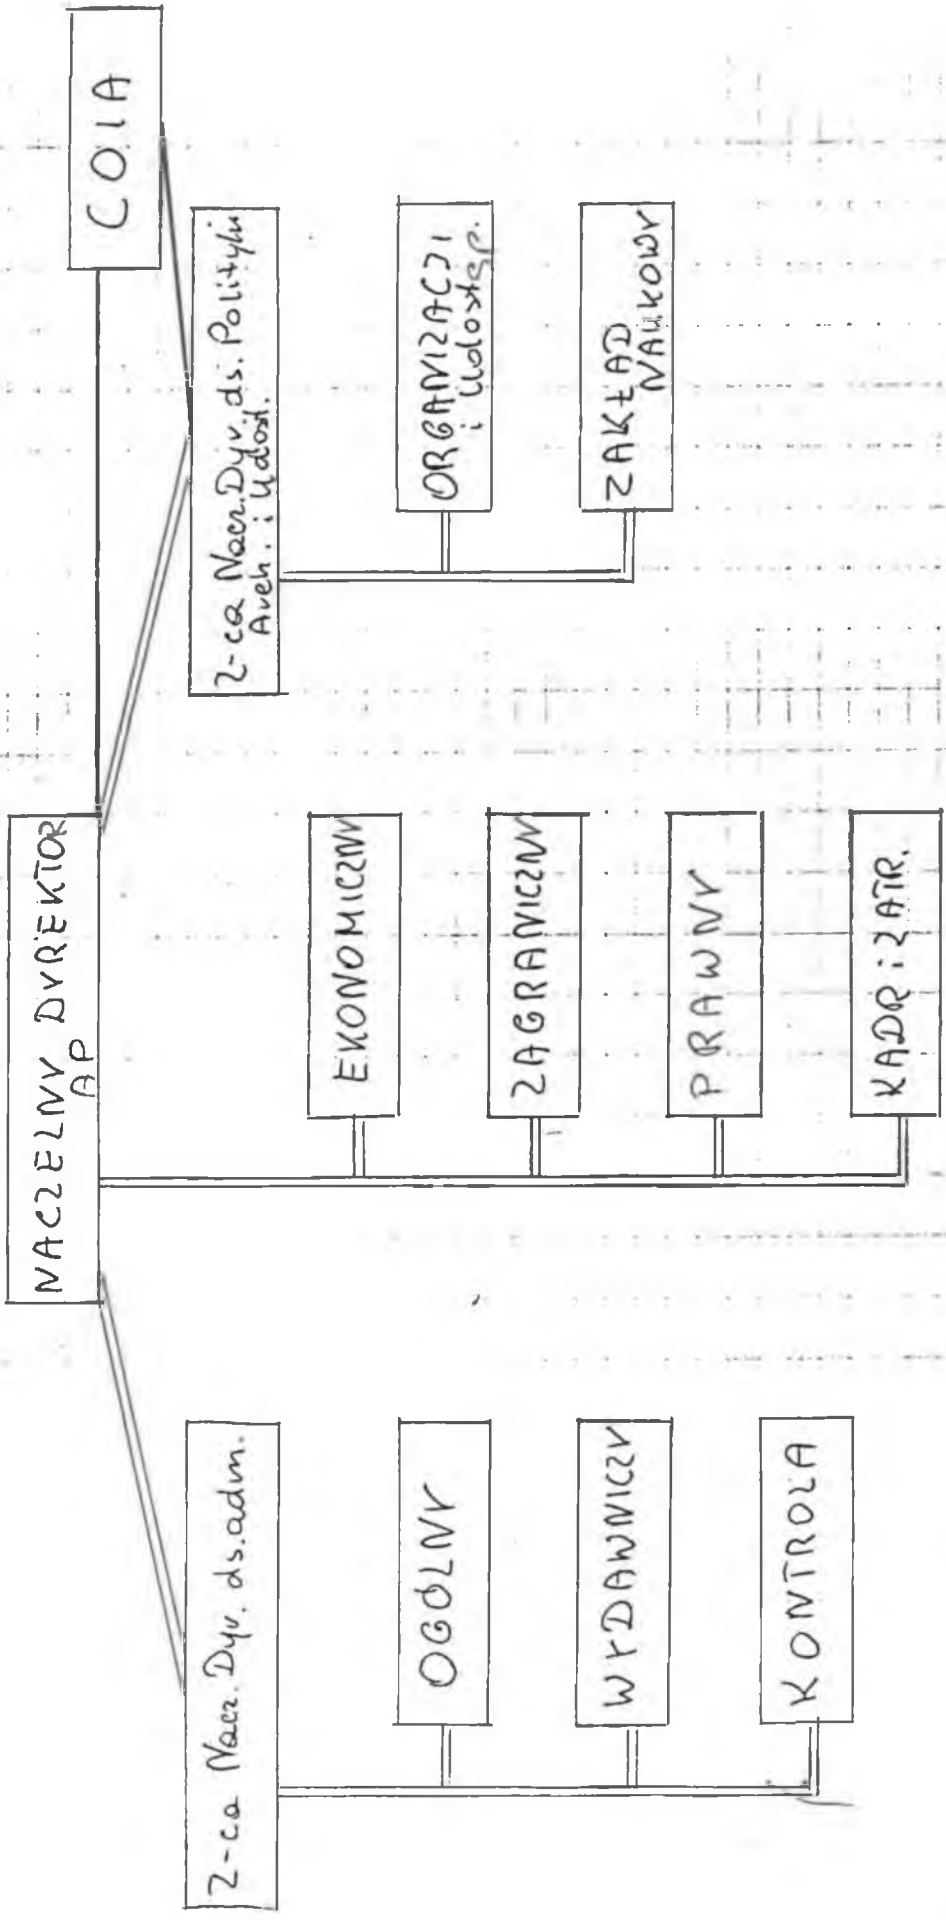 NACZELNY DYREKTOR
AP
COIA
Z-ca Nacz. Dyr. ds. adm.
OGÓLNY
WYDAWNICZY
KONTROLA
EKONOMICZNY
ZAGRANICZNY
PRAWNY
KADR i ZATR.
Z-ca Nacz. Dyr. ds. Polityki
Arch. i Udost.
ORGANIZACJI
i Udostęp.
ZAKŁAD
NAUKOWY